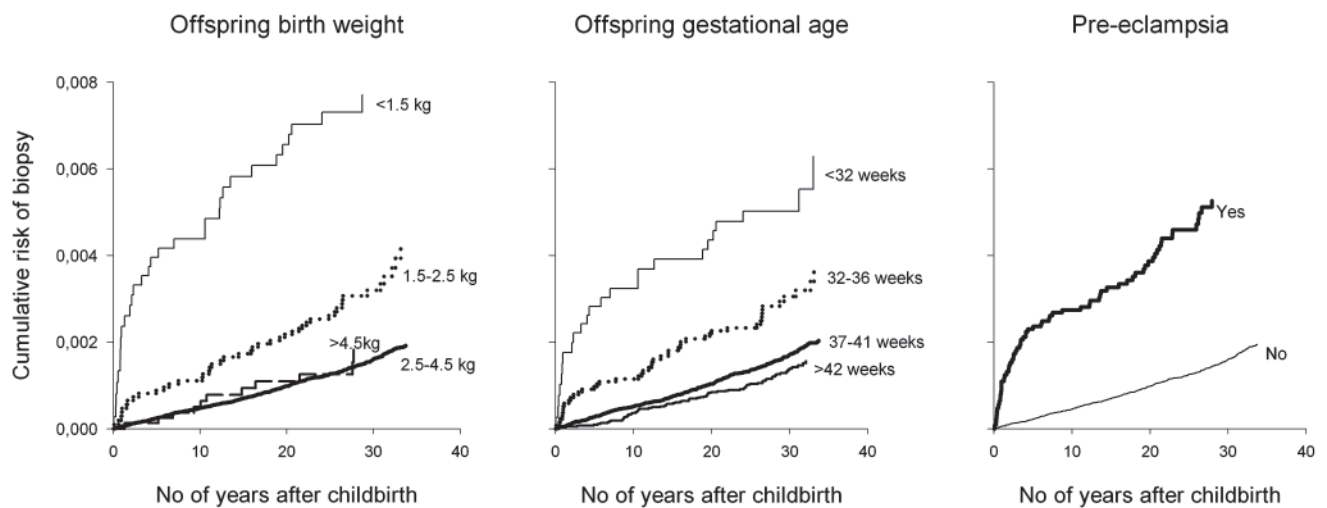 Offspring birth weight
Offspring gestational age
Pre-eclampsia
Cumulative risk of biopsy
0,008
0,006
0,004
0,002
0,000
<1.5 kg
1.5-2.5 kg
>4.5kg
2.5-4.5 kg
<32 weeks
32-36 weeks
37-41 weeks
>42 weeks
Yes
No
0 10 20 30 40
0 10 20 30 40
0 10 20 30 40
No of years after childbirth
No of years after childbirth
No of years after childbirth